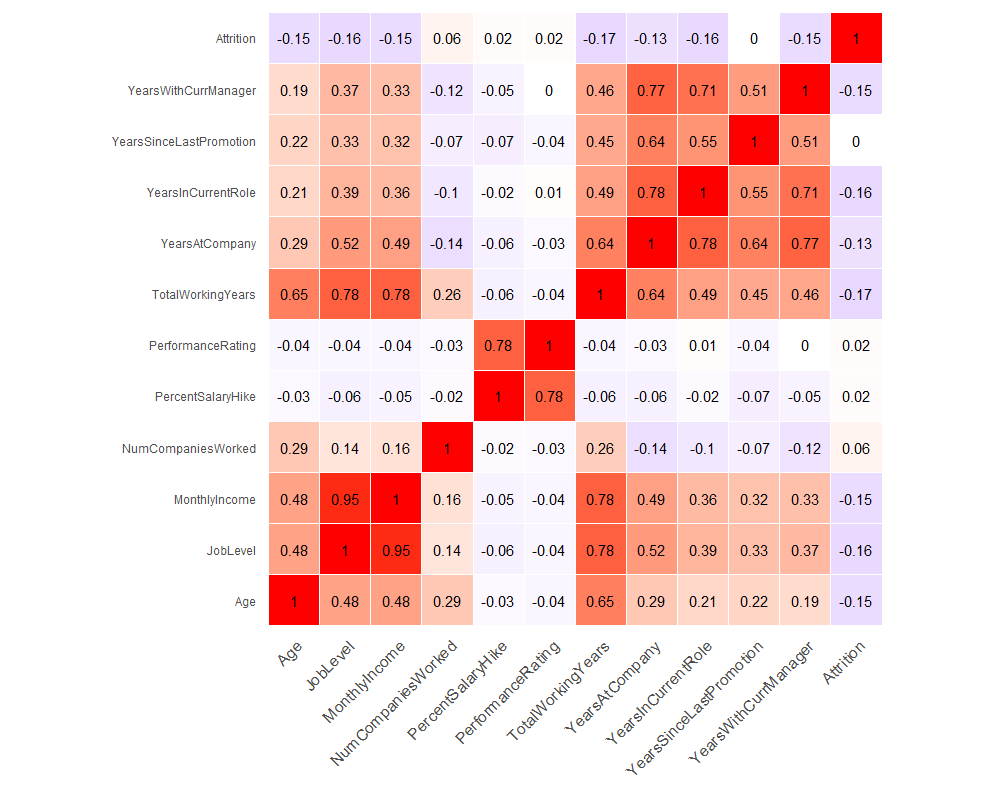 Attrition -0.15 -0.16 -0.15 0.06 0.02 0.02 -0.17 -0.13 -0.16 0 -0.15 1
YearsWithCurrManager 0.19 0.37 0.33 -0.12 -0.05 0 0.46 0.77 0.71 0.51 1 -0.15
YearsSinceLastPromotion 0.22 0.33 0.32 -0.07 -0.07 -0.04 0.45 0.64 0.55 1 0.51 0
YearsInCurrentRole 0.21 0.39 0.36 -0.1 -0.02 0.01 0.49 0.78 1 0.55 0.71 -0.16
YearsAtCompany 0.29 0.52 0.49 -0.14 -0.06 -0.03 0.64 1 0.78 0.64 0.77 -0.13
TotalWorkingYears 0.65 0.78 0.78 0.26 -0.06 -0.04 1 0.64 0.49 0.45 0.46 -0.17
PerformanceRating -0.04 -0.04 -0.04 -0.03 0.78 1 -0.04 -0.03 0.01 -0.04 0 0.02
PercentSalaryHike -0.03 -0.06 -0.05 -0.02 1 0.78 -0.06 -0.06 -0.02 -0.07 -0.05 0.02
NumCompaniesWorked 0.29 0.14 0.16 1 -0.02 -0.03 0.26 -0.14 -0.1 -0.07 -0.12 0.06
MonthlyIncome 0.48 0.95 1 0.16 -0.05 -0.04 0.78 0.49 0.36 0.32 0.33 -0.15
JobLevel 0.48 1 0.95 0.14 -0.06 -0.04 0.78 0.52 0.39 0.33 0.37 -0.16
Age 1 0.48 0.48 0.29 -0.03 -0.04 0.65 0.29 0.21 0.22 0.19 -0.15
Age
JobLevel
MonthlyIncome
NumCompaniesWorked
PercentSalaryHike
PerformanceRating
TotalWorkingYears
YearsAtCompany
YearsInCurrentRole
YearsSinceLastPromotion
YearsWithCurrManager
Attrition